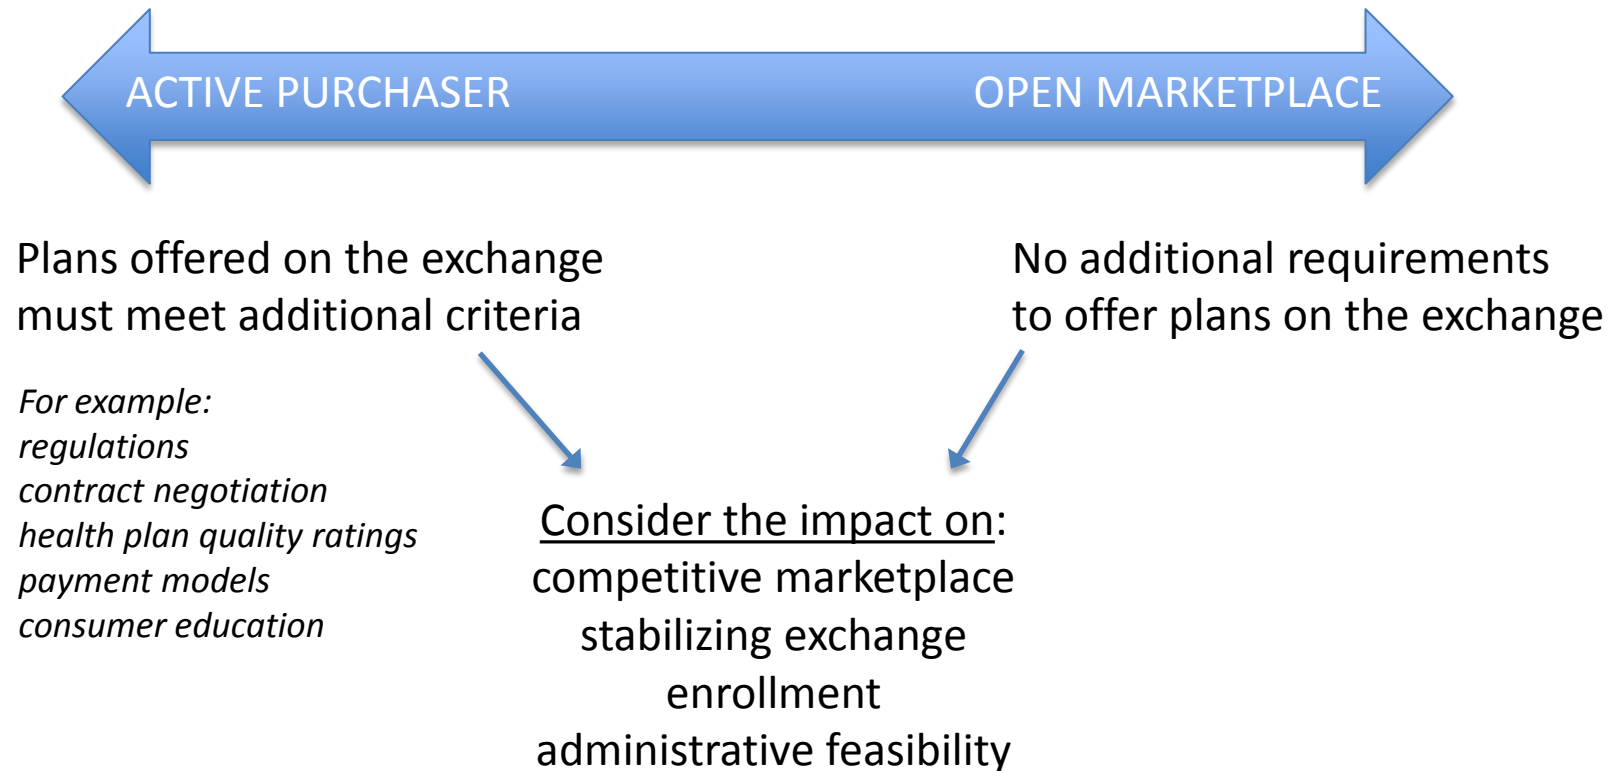 ACTIVE PURCHASER
OPEN MARKETPLACE
Plans offered on the exchange
must meet additional criteria
No additional requirements
to offer plans on the exchange
For example:
regulations
contract negotiation
health plan quality ratings
payment models
consumer education
Consider the impact on:
competitive marketplace
stabilizing exchange
enrollment
administrative feasibility